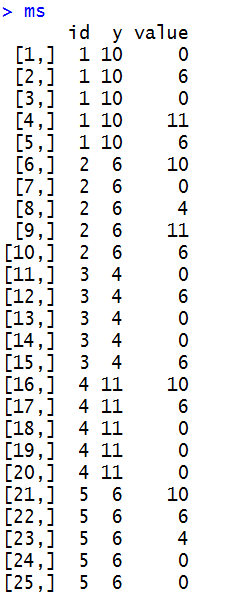 > ms
id y value
[1,] 1 10 0
[2,] 1 10 6
[3,] 1 10 0
[4,] 1 10 11
[5,] 1 10 6
[6,] 2 6 10
[7,] 2 6 0
[8,] 2 6 4
[9,] 2 6 11
[10,] 2 6 6
[11,] 3 4 0
[12,] 3 4 6
[13,] 3 4 0
[14,] 3 4 0
[15,] 3 4 6
[16,] 4 11 10
[17,] 4 11 6
[18,] 4 11 0
[19,] 4 11 0
[20,] 4 11 0
[21,] 5 6 10
[22,] 5 6 6
[23,] 5 6 4
[24,] 5 6 0
[25,] 5 6 0